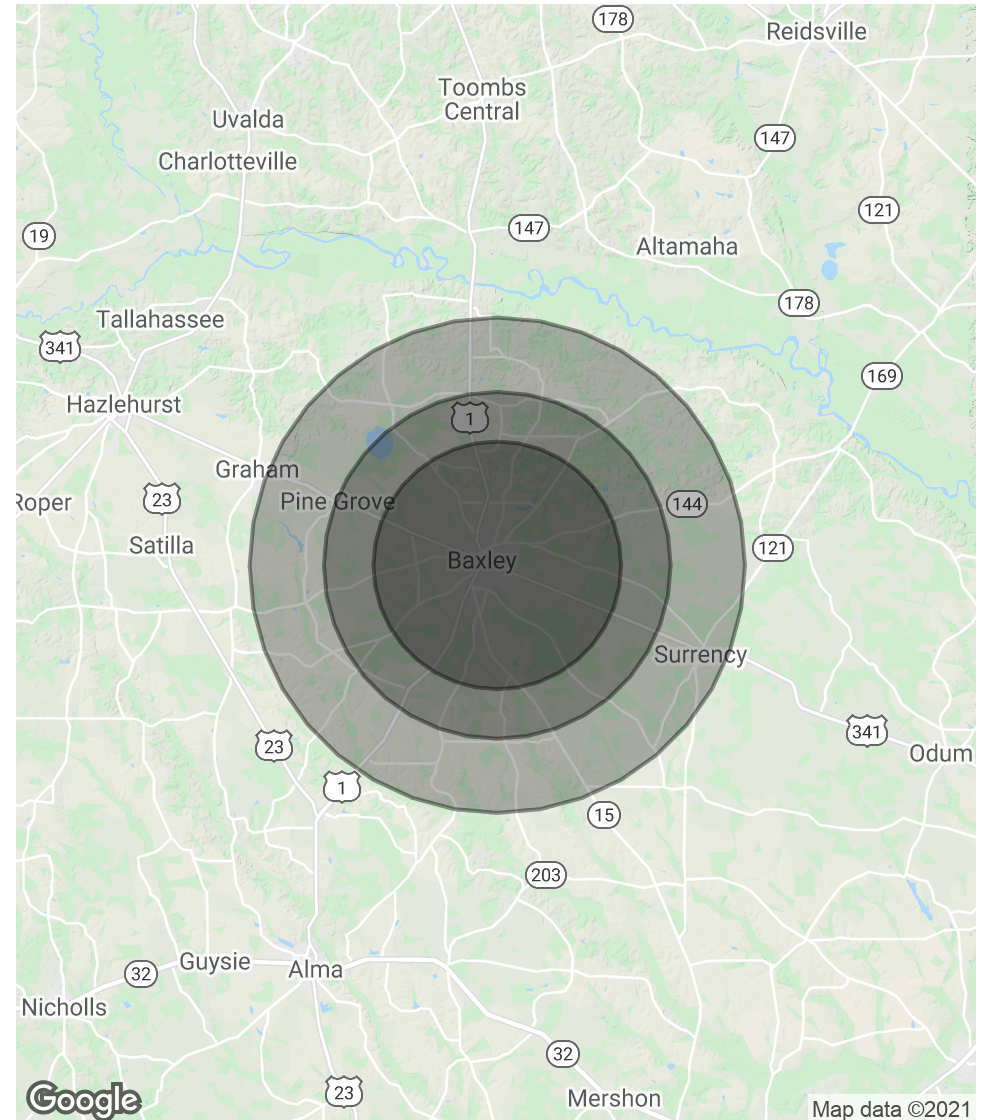 178
Reidsville
Toombs
Central
Uvalda
147
Charlotteville
121
19
147
Altamaha
178
Tallahassee
341
169
Hazlehurst
1
Graham
23
Pine Grove
Roper
144
Satilla
121
Baxley
Surrency
341
23
Odum
1
15
203
Guysie
Alma
32
Nicholls
32
23
Mershon
Google
Map data ©2021